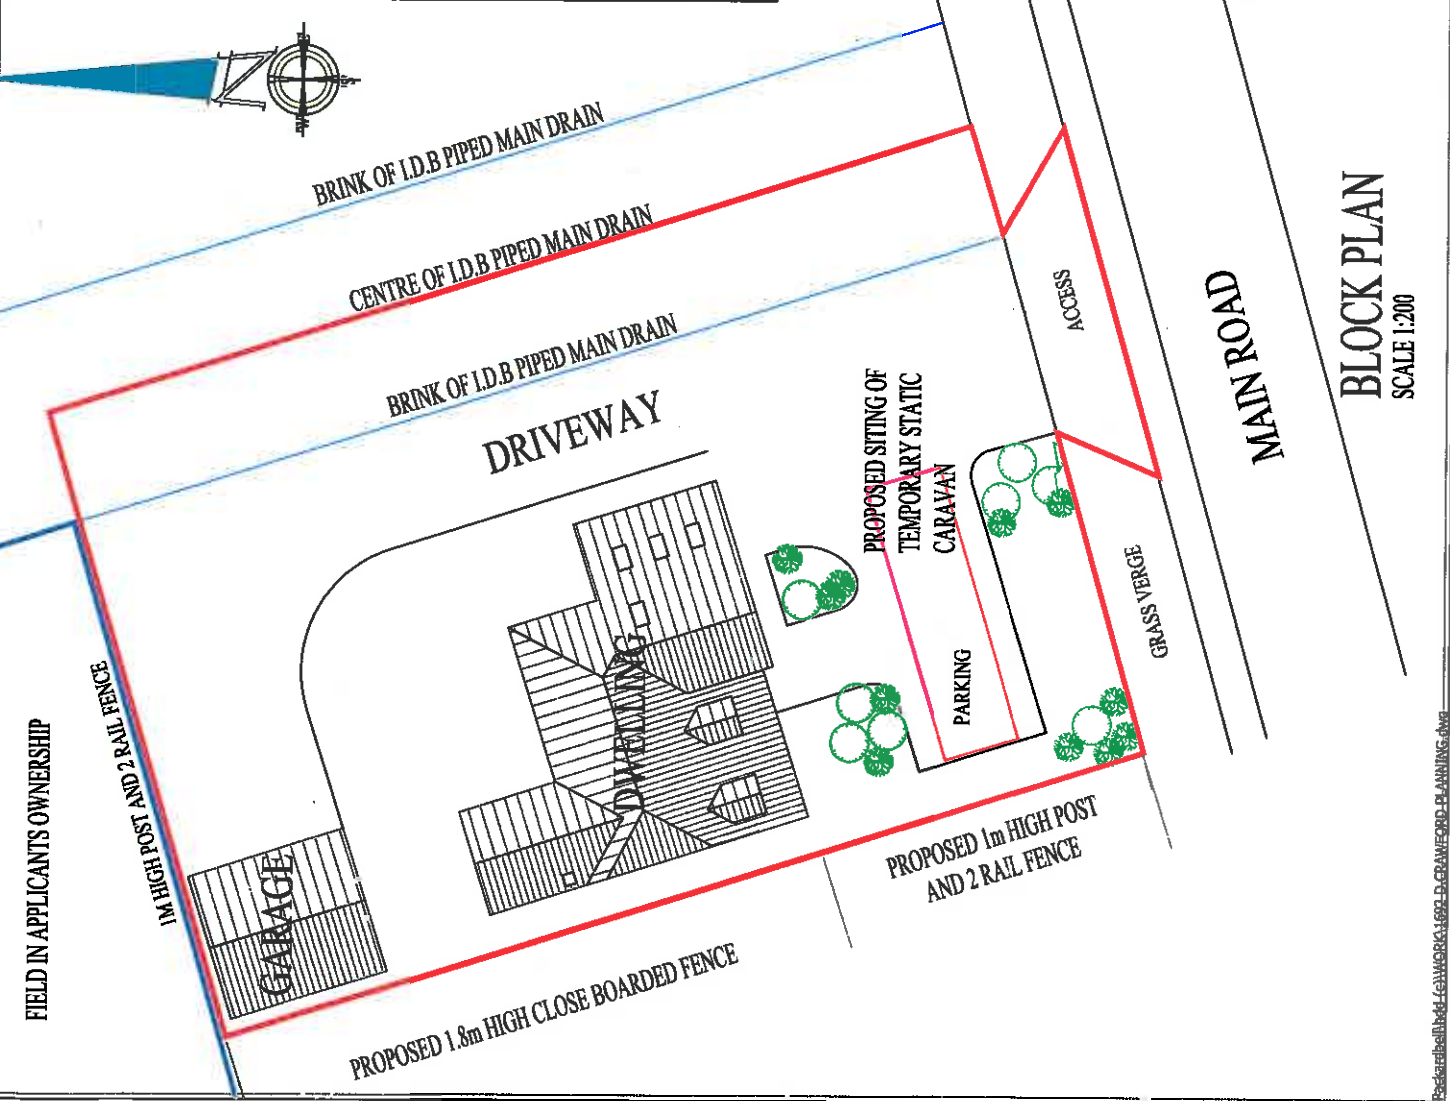 BRINK OF I.D.B PIPED MAIN DRAIN
CENTRE OF I.D.B PIPED MAIN DRAIN
BRINK OF I.D.B PIPED MAIN DRAIN
DRIVEWAY
PROPOSED SITING OF
TEMPORARY STATIC
CARAVAN
ACCESS
MAIN ROAD
BLOCK PLAN
SCALE 1:200
GRASS VERGE
PARKING
DWELLING
GARAGE
1M HIGH POST AND 2 RAIL FENCE
FIELD IN APPLICANTS OWNERSHIP
PROPOSED 1m HIGH POST
AND 2 RAIL FENCE
PROPOSED 1.8m HIGH CLOSE BOARDED FENCE
N
W
S